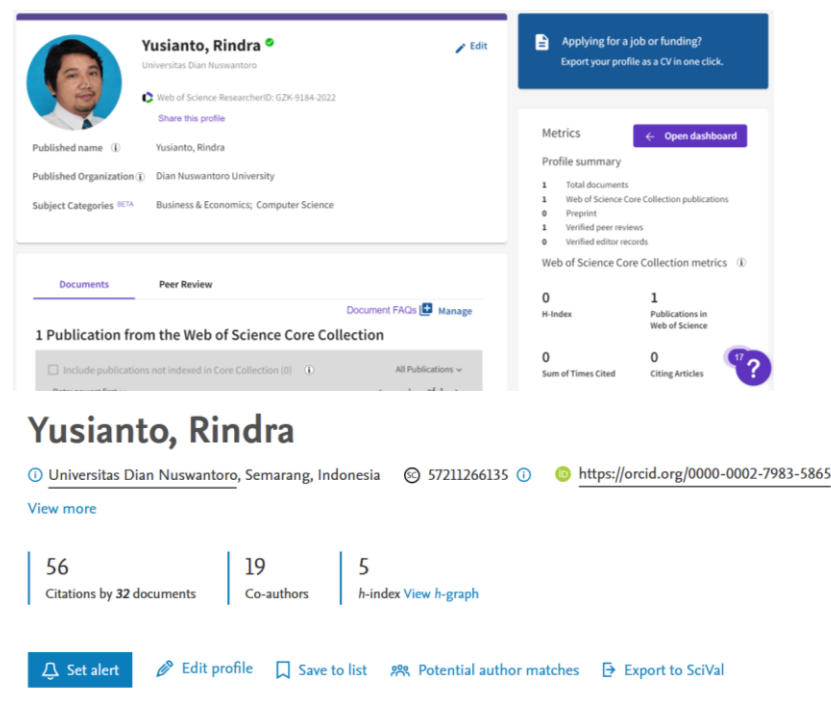 Yusianto, Rindra
Edit
Universitas Dian Nuswantoro
Web of Science ResearcherID: GZK-9184-2022
Share this profile
Published name
Yusianto, Rindra
Published Organization
Dian Nuswantoro University
Subject Categories BETA
Business & Economics; Computer Science
Documents
Peer Review
Document FAQs
Manage
1 Publication from the Web of Science Core Collection
Include publications not indexed in Core Collection (0)
All Publications
Applying for a job or funding?
Export your profile as a CV in one click.
Metrics
Open dashboard
Profile summary
1 Total documents
1 Web of Science Core Collection publications
0 Preprint
1 Verified peer reviews
0 Verified editor records
Web of Science Core Collection metrics
0
H-Index
1
Publications in
Web of Science
0
Sum of Times Cited
0
Citing Articles
17
?
Yusianto, Rindra
Universitas Dian Nuswantoro, Semarang, Indonesia
SC 57211266135
iD https://orcid.org/0000-0002-7983-5865
View more
56
Citations by 32 documents
19
Co-authors
5
h-index View h-graph
Set alert
Edit profile
Save to list
Potential author matches
Export to SciVal